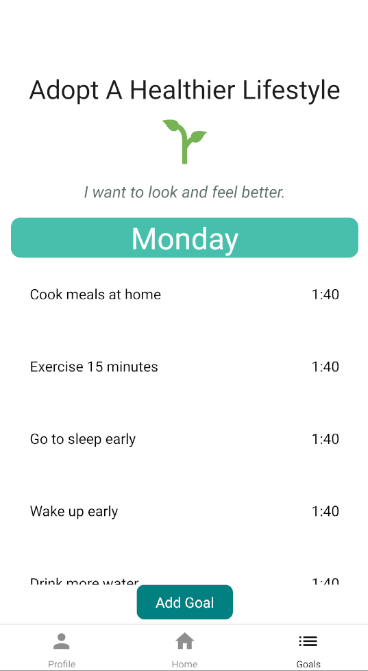 Adopt A Healthier Lifestyle
I want to look and feel better.
Monday
Cook meals at home 1:40
Exercise 15 minutes 1:40
Go to sleep early 1:40
Wake up early 1:40
Drink more water 1:40
Add Goal
Profile Home Goals